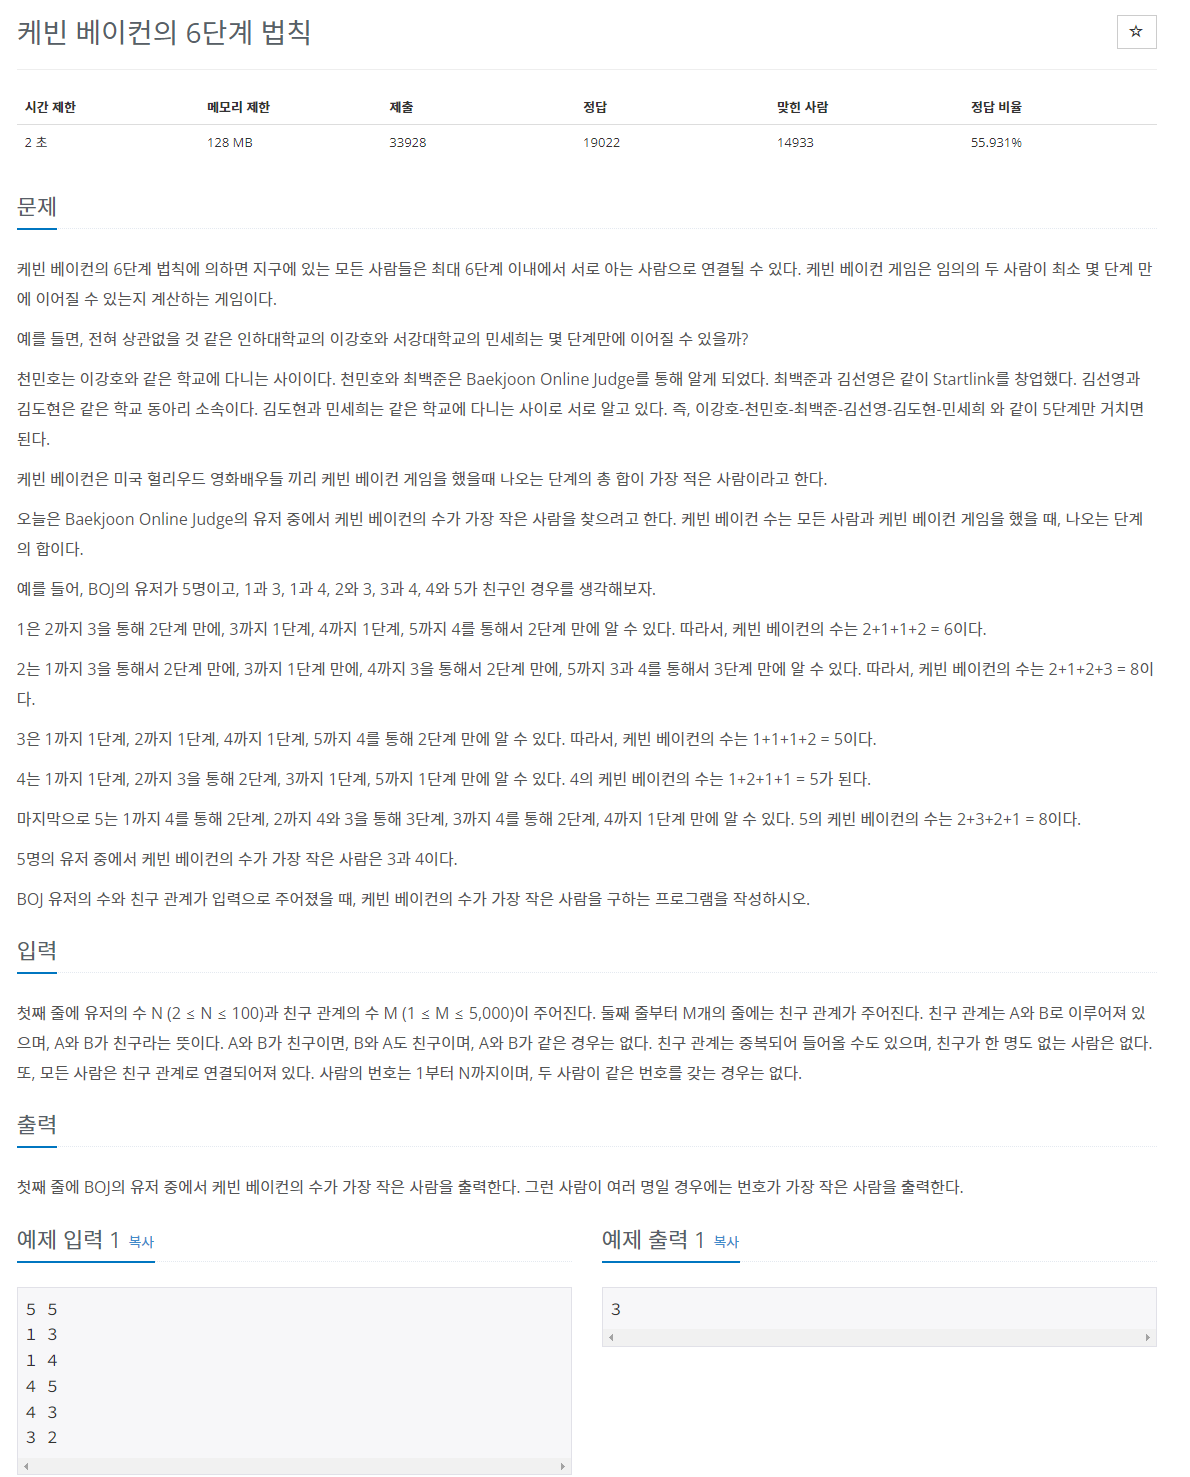 케빈 베이컨의 6단계 법칙
☆
시간 제한 메모리 제한 제출 정답 맞힌 사람 정답 비율
2 초 128 MB 33928 19022 14933 55.931%
문제
케빈 베이컨의 6단계 법칙에 의하면 지구에 있는 모든 사람들은 최대 6단계 이내에서 서로 아는 사람으로 연결될 수 있다. 케빈 베이컨 게임은 임의의 두 사람이 최소 몇 단계 만
에 이어질 수 있는지 계산하는 게임이다.
예를 들면, 전혀 상관없을 것 같은 인하대학교의 이강호와 서강대학교의 민세희는 몇 단계만에 이어질 수 있을까?
천민호는 이강호와 같은 학교에 다니는 사이이다. 천민호와 최백준은 Baekjoon Online Judge를 통해 알게 되었다. 최백준과 김선영은 같이 Startlink를 창업했다. 김선영과
김도현은 같은 학교 동아리 소속이다. 김도현과 민세희는 같은 학교에 다니는 사이로 서로 알고 있다. 즉, 이강호-천민호-최백준-김선영-김도현-민세희 와 같이 5단계만 거치면
된다.
케빈 베이컨은 미국 헐리우드 영화배우들 끼리 케빈 베이컨 게임을 했을때 나오는 단계의 총 합이 가장 적은 사람이라고 한다.
오늘은 Baekjoon Online Judge의 유저 중에서 케빈 베이컨의 수가 가장 작은 사람을 찾으려고 한다. 케빈 베이컨 수는 모든 사람과 케빈 베이컨 게임을 했을 때, 나오는 단계
의 합이다.
예를 들어, BOJ의 유저가 5명이고, 1과 3, 1과 4, 2와 3, 3과 4, 4와 5가 친구인 경우를 생각해보자.
1은 2까지 3을 통해 2단계 만에, 3까지 1단계, 4까지 1단계, 5까지 4를 통해서 2단계 만에 알 수 있다. 따라서, 케빈 베이컨의 수는 2+1+1+2 = 6이다.
2는 1까지 3을 통해서 2단계 만에, 3까지 1단계 만에, 4까지 3을 통해서 2단계 만에, 5까지 3과 4를 통해서 3단계 만에 알 수 있다. 따라서, 케빈 베이컨의 수는 2+1+2+3 = 8이
다.
3은 1까지 1단계, 2까지 1단계, 4까지 1단계, 5까지 4를 통해 2단계 만에 알 수 있다. 따라서, 케빈 베이컨의 수는 1+1+1+2 = 5이다.
4는 1까지 1단계, 2까지 3을 통해 2단계, 3까지 1단계, 5까지 1단계 만에 알 수 있다. 4의 케빈 베이컨의 수는 1+2+1+1 = 5가 된다.
마지막으로 5는 1까지 4를 통해 2단계, 2까지 4와 3을 통해 3단계, 3까지 4를 통해 2단계, 4까지 1단계 만에 알 수 있다. 5의 케빈 베이컨의 수는 2+3+2+1 = 8이다.
5명의 유저 중에서 케빈 베이컨의 수가 가장 작은 사람은 3과 4이다.
BOJ 유저의 수와 친구 관계가 입력으로 주어졌을 때, 케빈 베이컨의 수가 가장 작은 사람을 구하는 프로그램을 작성하시오.
입력
첫째 줄에 유저의 수 N (2 ≤ N ≤ 100)과 친구 관계의 수 M (1 ≤ M ≤ 5,000)이 주어진다. 둘째 줄부터 M개의 줄에는 친구 관계가 주어진다. 친구 관계는 A와 B로 이루어져 있
으며, A와 B가 친구라는 뜻이다. A와 B가 친구이면, B와 A도 친구이며, A와 B가 같은 경우는 없다. 친구 관계는 중복되어 들어올 수도 있으며, 친구가 한 명도 없는 사람은 없다.
또, 모든 사람은 친구 관계로 연결되어져 있다. 사람의 번호는 1부터 N까지이며, 두 사람이 같은 번호를 갖는 경우는 없다.
출력
첫째 줄에 BOJ의 유저 중에서 케빈 베이컨의 수가 가장 작은 사람을 출력한다. 그런 사람이 여러 명일 경우에는 번호가 가장 작은 사람을 출력한다.
예제 입력 1 복사
5 5
1 3
1 4
4 5
4 3
3 2
예제 출력 1 복사
3